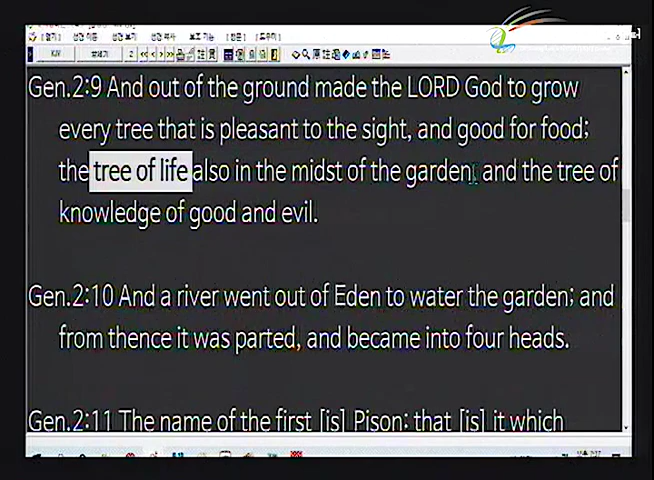 KJV 창세기 2
Gen.2:9 And out of the ground made the LORD God to grow
every tree that is pleasant to the sight, and good for food;
the tree of life also in the midst of the garden, and the tree of
knowledge of good and evil.
Gen.2:10 And a river went out of Eden to water the garden; and
from thence it was parted, and became into four heads.
Gen.2:11 The name of the first [is] Pison: that [is] it which